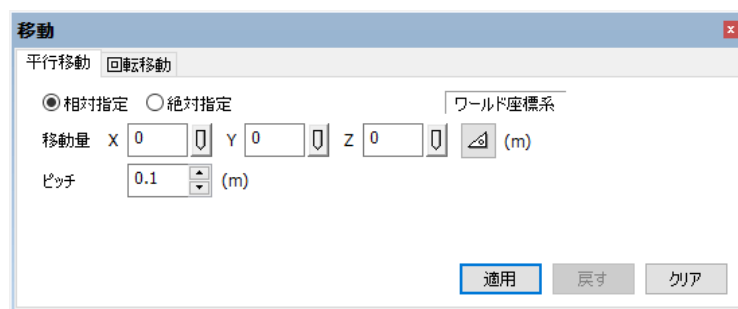 移動
平行移動 回転移動
相対指定 絶対指定 ワールド座標系
移動量 X 0 Y 0 Z 0 (m)
ピッチ 0.1 (m)
適用 戻す クリア